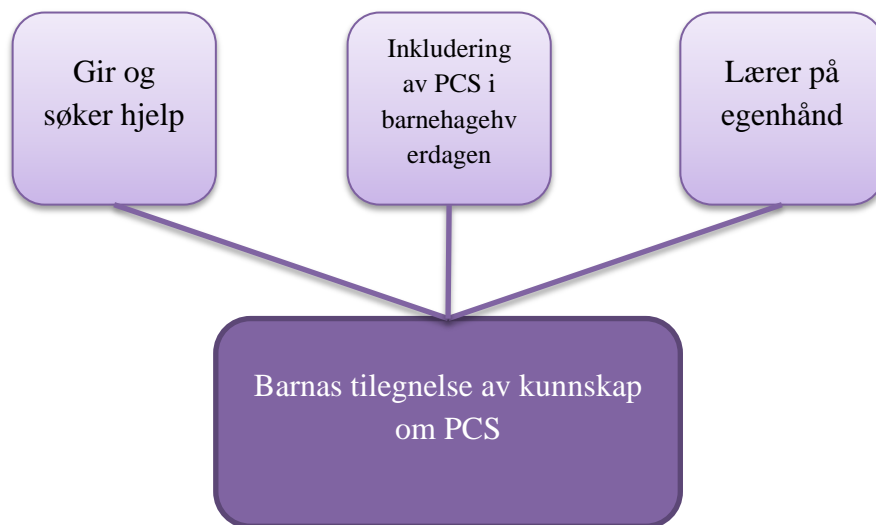 Gir og
søker hjelp
Inkludering
av PCS i
barnehagehv
erdagen
Lærer på
egenhånd
Barnas tilegnelse av kunnskap
om PCS